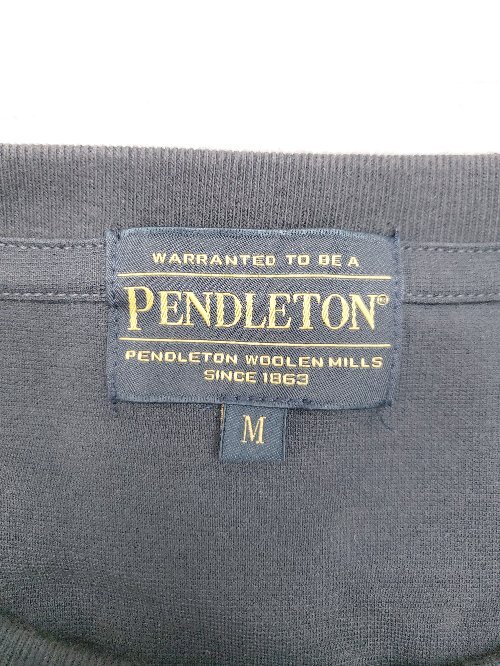 WARRANTED TO BE A
PENDLETON®
PENDLETON WOOLEN MILLS
SINCE 1863
M